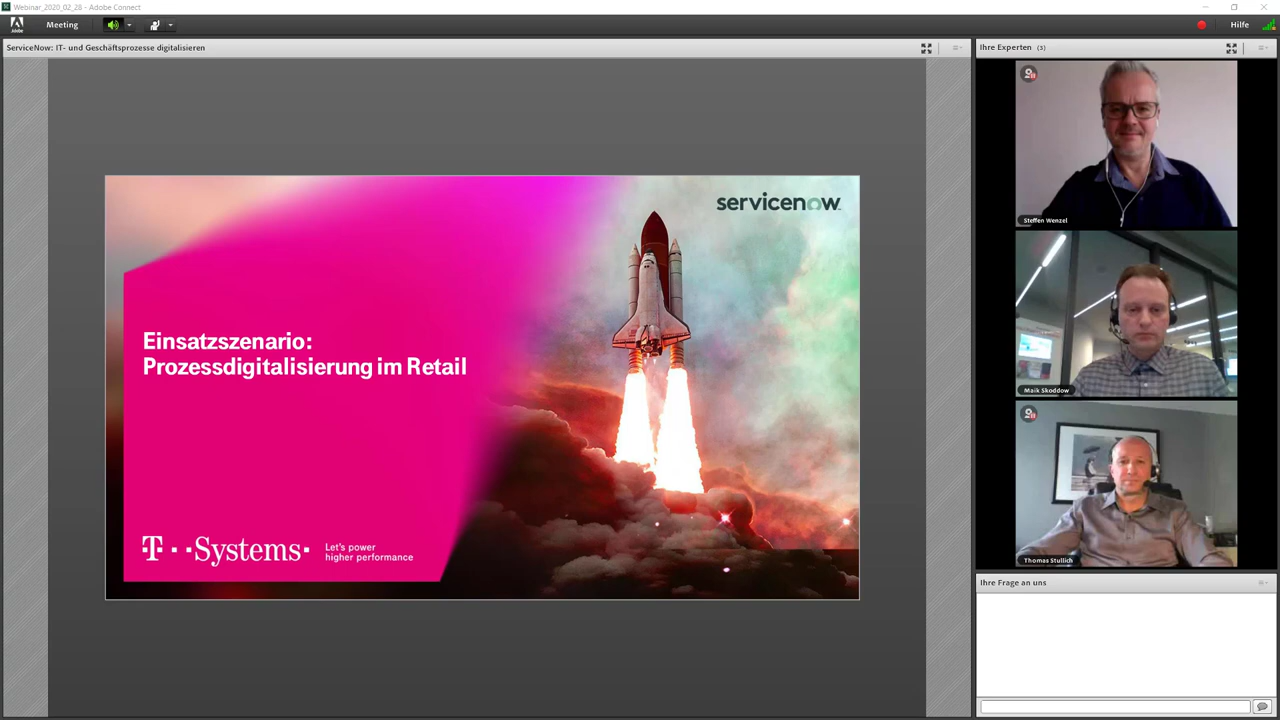 Webinar_2020_02_28 - Adobe Connect
Adobe
Meeting
Hilfe
ServiceNow: IT- und Geschäftsprozesse digitalisieren
servicenow
Einsatzszenario:
Prozessdigitalisierung im Retail
T··Systems·
Let's power
higher performance
Ihre Experten (3)
Steffen Wenzel
Maik Skoddow
Thomas Stullich
Ihre Frage an uns